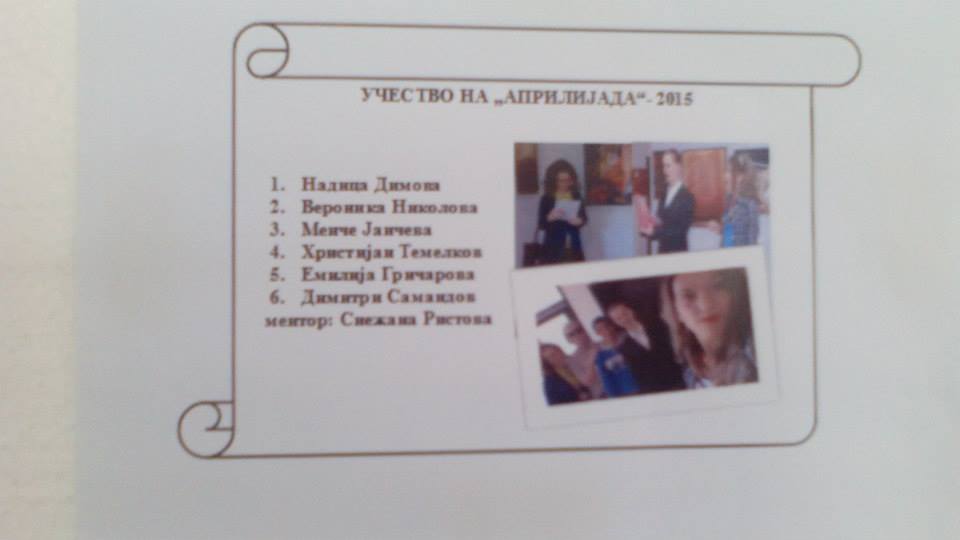 УЧЕСТВО НА „АПРИЛИЈАДА“- 2015
1. Надица Димова
2. Вероника Николова
3. Менче Јанчева
4. Христијан Темелков
5. Емилија Гричарова
6. Димитри Самандов
ментор: Снежана Ристова